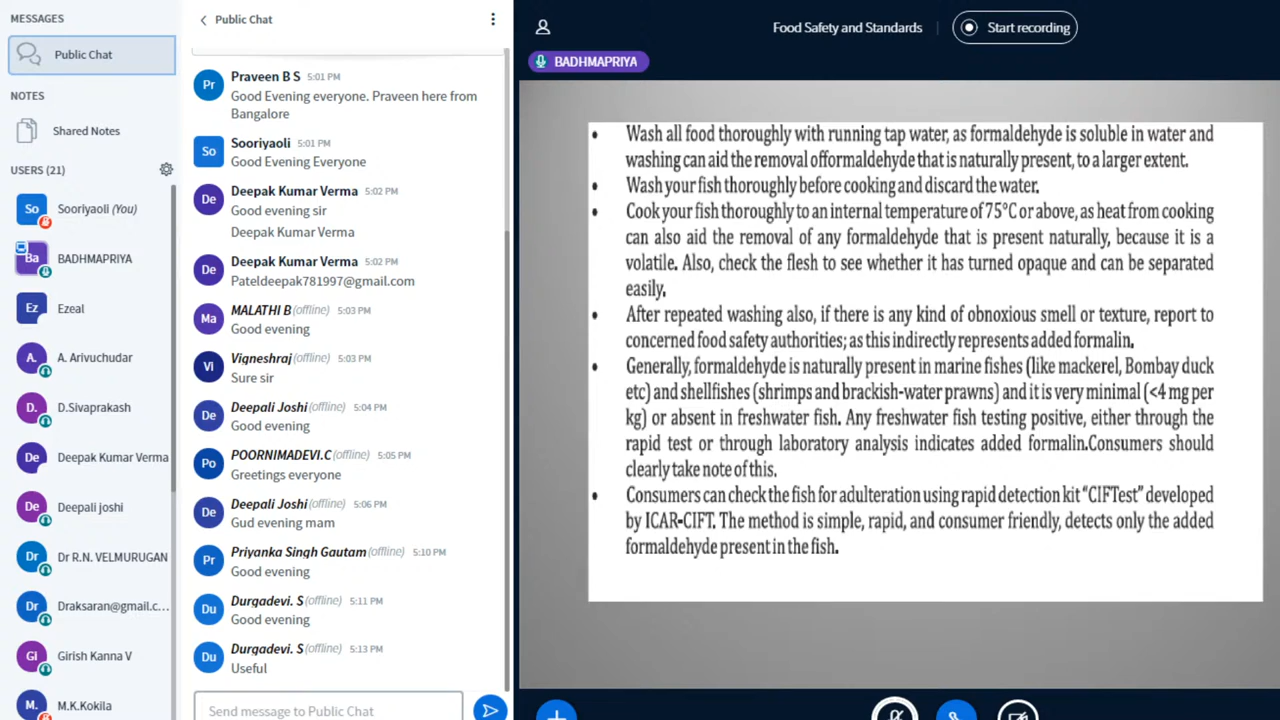 MESSAGES
Public Chat
NOTES
Shared Notes
USERS (21)
So
Sooriyaoli (You)
Ba
BADHMAPRIYA
Ez
Ezeal
A.
A. Arivuchudar
D.
D.Sivaprakash
De
Deepak Kumar Verma
De
Deepali joshi
Dr
Dr R.N. VELMURUGAN
Dr
Draksaran@gmail.c...
GI
Girish Kanna V
M.
M.K.Kokila
Public Chat
Pr
Praveen B S 5:01 PM
Good Evening everyone. Praveen here from
Bangalore
So
Sooriyaoli 5:01 PM
Good Evening Everyone
De
Deepak Kumar Verma 5:02 PM
Good evening sir
Deepak Kumar Verma
De
Deepak Kumar Verma 5:02 PM
Pateldeepak781997@gmail.com
Ma
MALATHI B (offline) 5:03 PM
Good evening
VI
Vigneshraj (offline) 5:03 PM
Sure sir
De
Deepali Joshi (offline) 5:04 PM
Good evening
Po
POORNIMADEVI.C (offline) 5:05 PM
Greetings everyone
De
Deepali Joshi (offline) 5:06 PM
Gud evening mam
Pr
Priyanka Singh Gautam (offline) 5:10 PM
Good evening
Du
Durgadevi. S (offline) 5:11 PM
Good evening
Du
Durgadevi. S (offline) 5:13 PM
Useful
Send message to Public Chat
Food Safety and Standards
Start recording
BADHMAPRIYA
• Wash all food thoroughly with running tap water, as formaldehyde is soluble in water and
washing can aid the removal offormaldehyde that is naturally present, to a larger extent.
• Wash your fish thoroughly before cooking and discard the water.
• Cook your fish thoroughly to an internal temperature of 75°C or above, as heat from cooking
can also aid the removal of any formaldehyde that is present naturally, because it is a
volatile. Also, check the flesh to see whether it has turned opaque and can be separated
easily.
• After repeated washing also, if there is any kind of obnoxious smell or texture, report to
concerned food safety authorities; as this indirectly represents added formalin.
• Generally, formaldehyde is naturally present in marine fishes (like mackerel, Bombay duck
etc) and shellfishes (shrimps and brackish-water prawns) and it is very minimal (<4 mg per
kg) or absent in freshwater fish. Any freshwater fish testing positive, either through the
rapid test or through laboratory analysis indicates added formalin.Consumers should
clearly take note of this.
• Consumers can check the fish for adulteration using rapid detection kit “CIFTest” developed
by ICAR-CIFT. The method is simple, rapid, and consumer friendly, detects only the added
formaldehyde present in the fish.